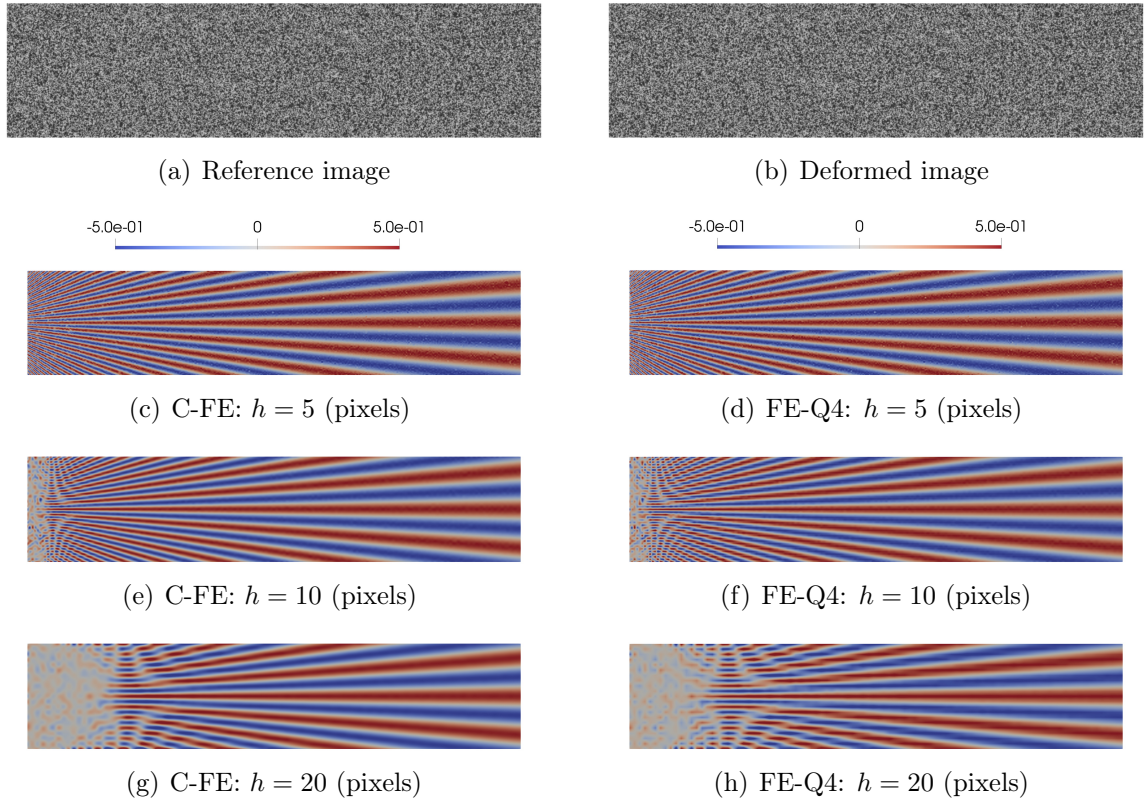 (a) Reference image
(b) Deformed image
-5.0e-01 0 5.0e-01
-5.0e-01 0 5.0e-01
(c) C-FE: h = 5 (pixels)
(d) FE-Q4: h = 5 (pixels)
(e) C-FE: h = 10 (pixels)
(f) FE-Q4: h = 10 (pixels)
(g) C-FE: h = 20 (pixels)
(h) FE-Q4: h = 20 (pixels)